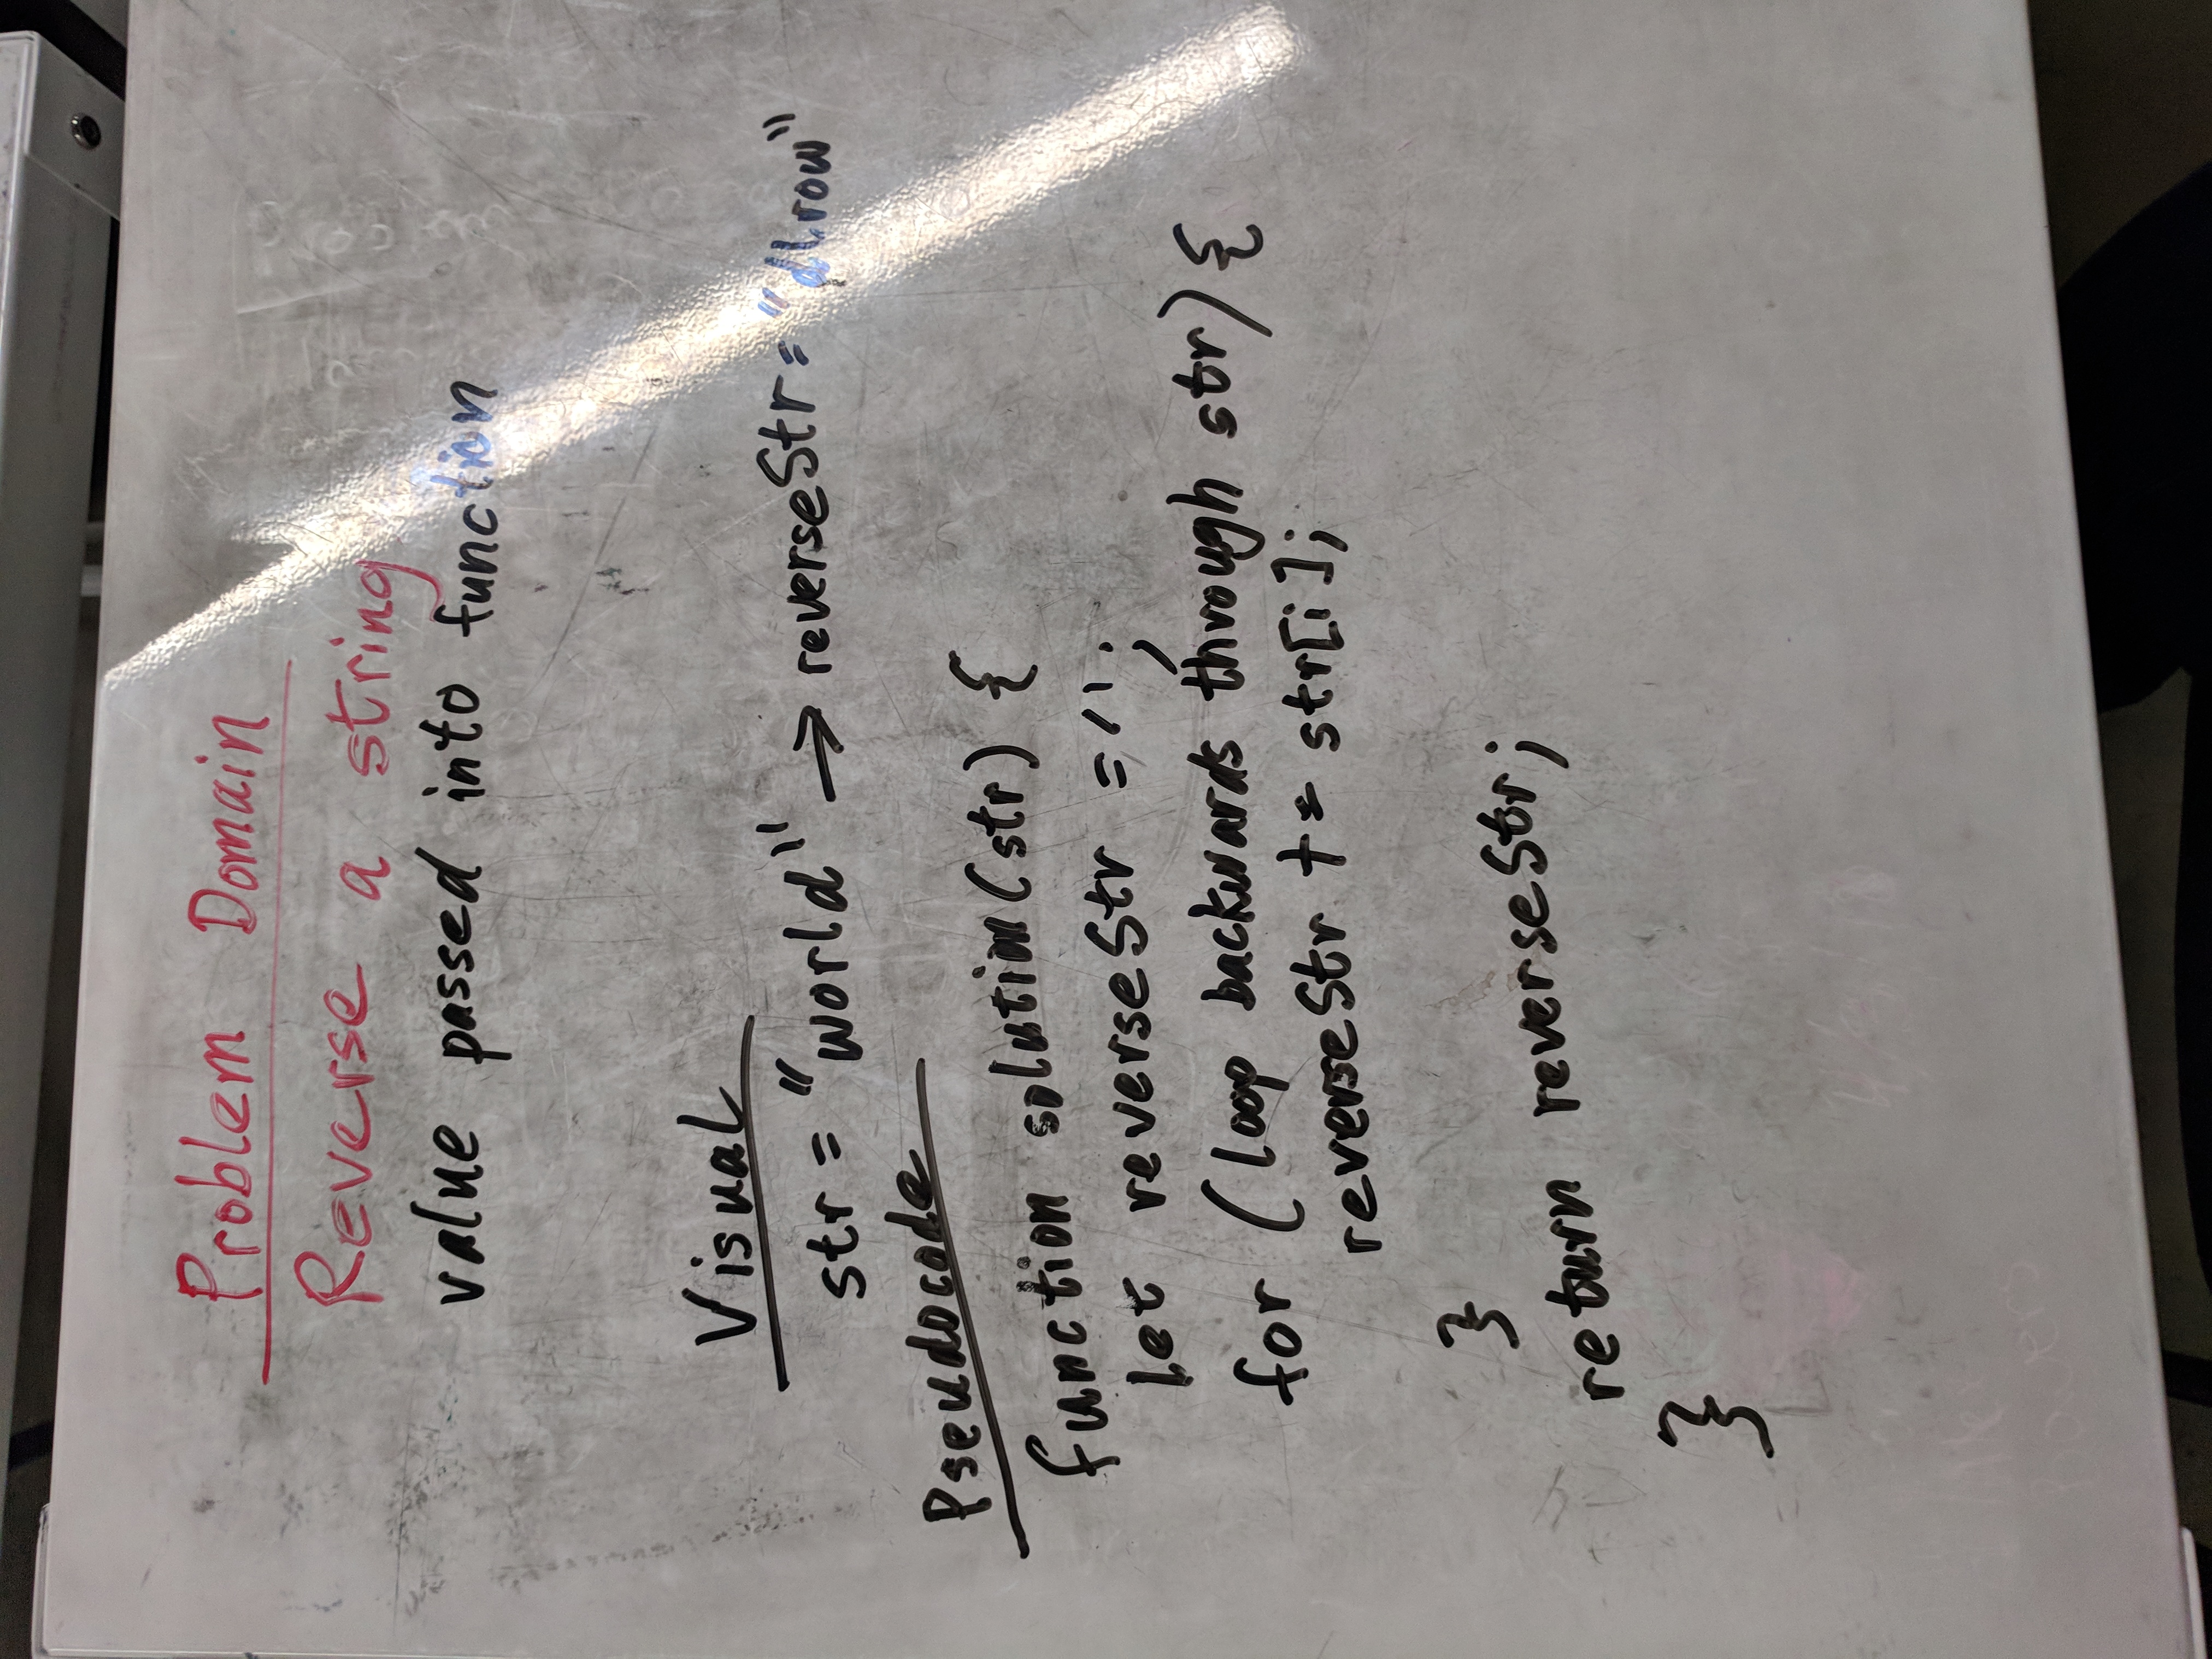 Problem Domain
Reverse a string
value passed into function
Visual
str = "world" → reverseStr = "dlrow"
Pseudocode
function solution(str) {
let reverseStr = '';
for (loop backwards through str) {
reverseStr += str[i];
}
return reverseStr;
}